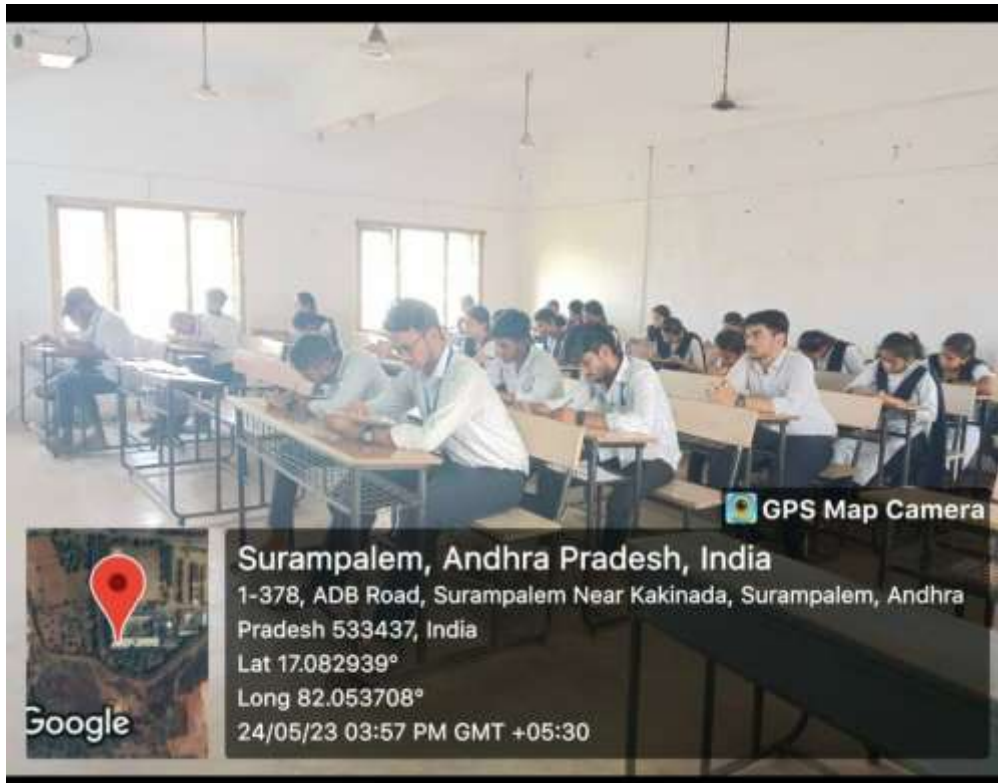 GPS Map Camera
Surampalem, Andhra Pradesh, India
1-378, ADB Road, Surampalem Near Kakinada, Surampalem, Andhra
Pradesh 533437, India
Lat 17.082939°
Long 82.053708°
24/05/23 03:57 PM GMT +05:30
Google